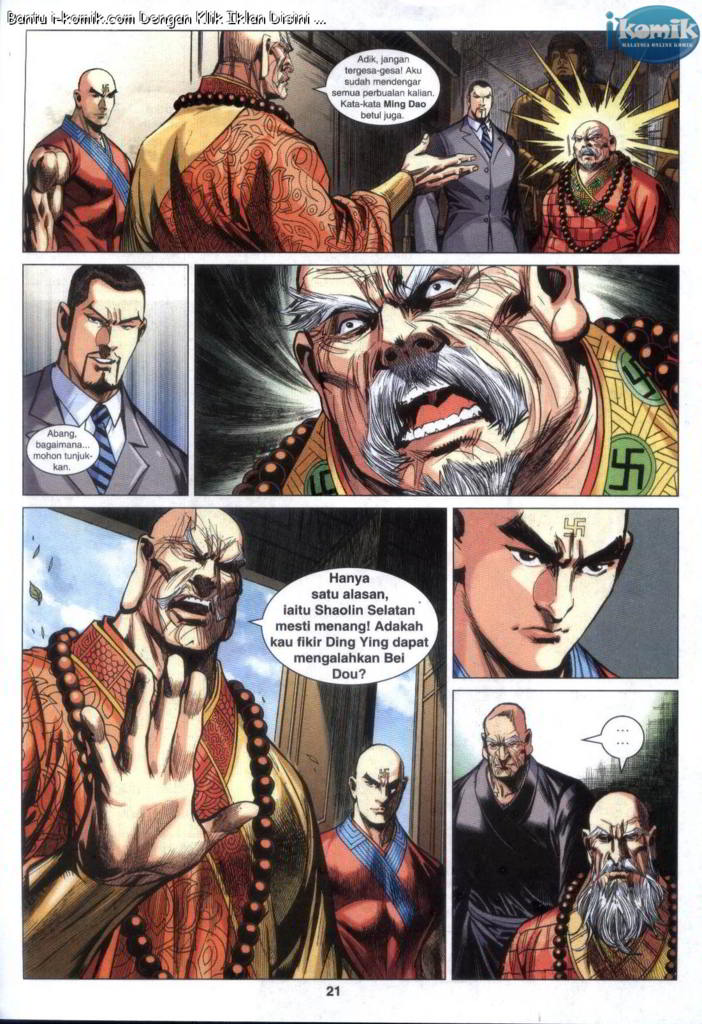 Bantu i-komik.com Dengan Klik Iklan Disini ...
i komik
MALAYSIA ONLINE KOMIK
Adik, jangan
tergesa-gesa! Aku
sudah mendengar
semua perbualan kalian.
Kata-kata Ming Dao
betul juga.
Abang,
bagaimana...
mohon tunjuk-
kan.
Hanya
satu alasan,
iaitu Shaolin Selatan
mesti menang! Adakah
kau fikir Ding Ying dapat
mengalahkan Bei
Dou?
...
...
21